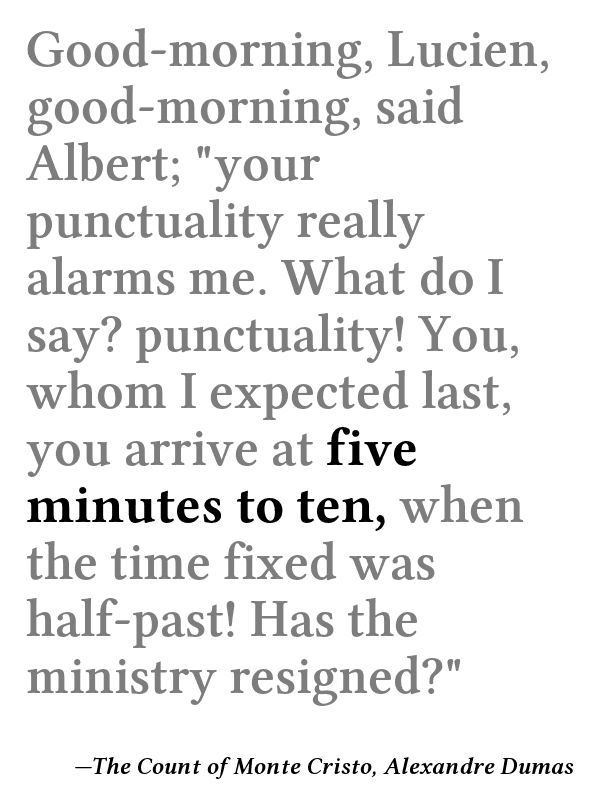 Good-morning, Lucien,
good-morning, said
Albert; "your
punctuality really
alarms me. What do I
say? punctuality! You,
whom I expected last,
you arrive at five
minutes to ten, when
the time fixed was
half-past! Has the
ministry resigned?"
—The Count of Monte Cristo, Alexandre Dumas